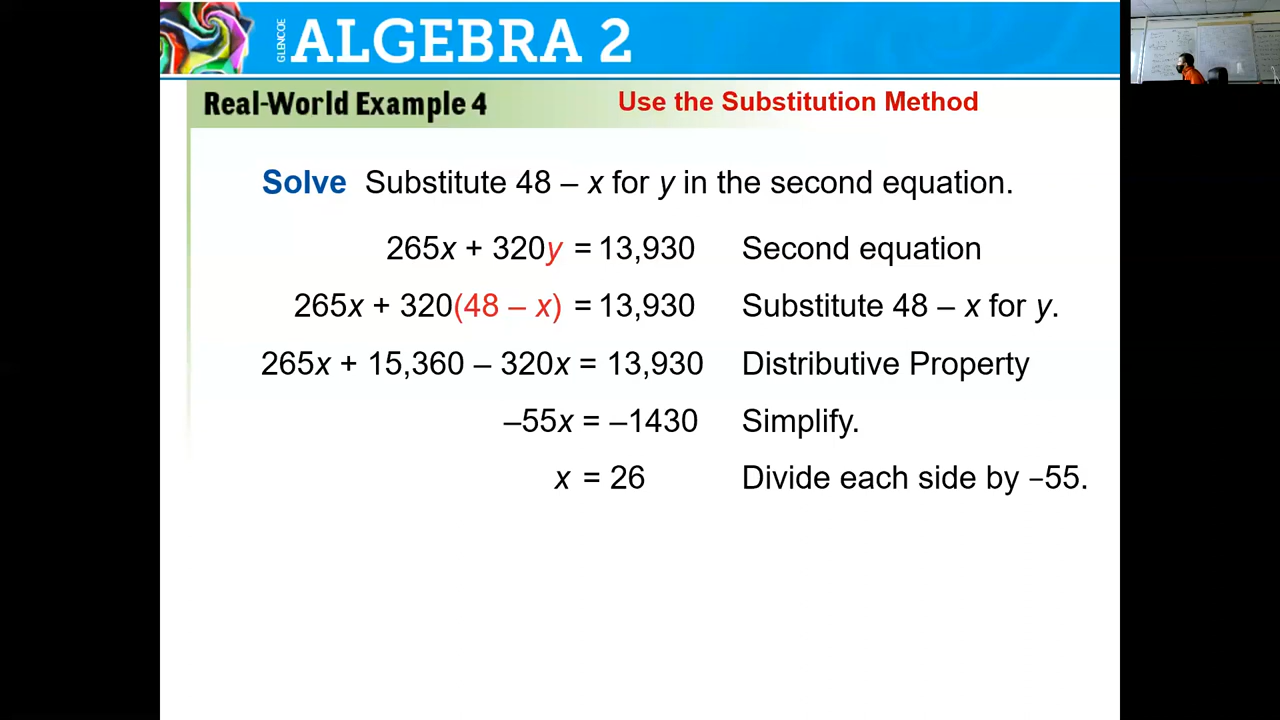 GLENCOE ALGEBRA 2
Real-World Example 4 Use the Substitution Method
Solve Substitute 48 – x for y in the second equation.
265x + 320y = 13,930 Second equation
265x + 320(48 – x) = 13,930 Substitute 48 – x for y.
265x + 15,360 – 320x = 13,930 Distributive Property
–55x = –1430 Simplify.
x = 26 Divide each side by –55.